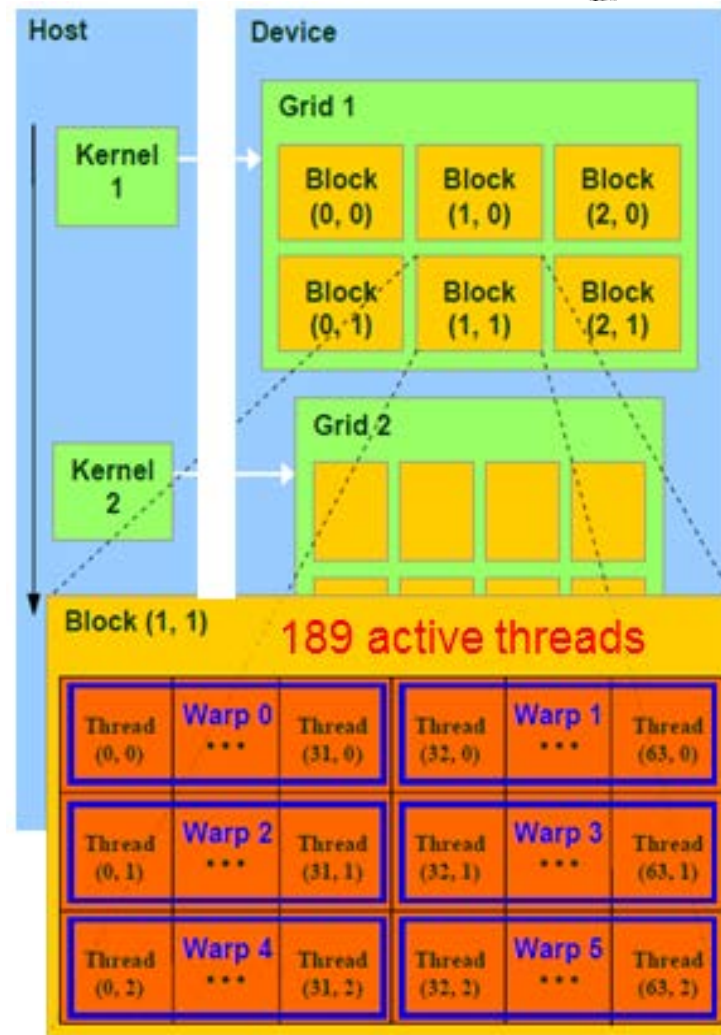 Host
Device
Grid 1
Kernel
1
Block
(0, 0)
Block
(1, 0)
Block
(2, 0)
Block
(0, 1)
Block
(1, 1)
Block
(2, 1)
Grid 2
Kernel
2
Block (1, 1)
189 active threads
Thread
(0, 0)
Warp 0
•••
Thread
(31, 0)
Thread
(32, 0)
Warp 1
•••
Thread
(63, 0)
Thread
(0, 1)
Warp 2
•••
Thread
(31, 1)
Thread
(32, 1)
Warp 3
•••
Thread
(63, 1)
Thread
(0, 2)
Warp 4
•••
Thread
(31, 2)
Thread
(32, 2)
Warp 5
•••
Thread
(63, 2)